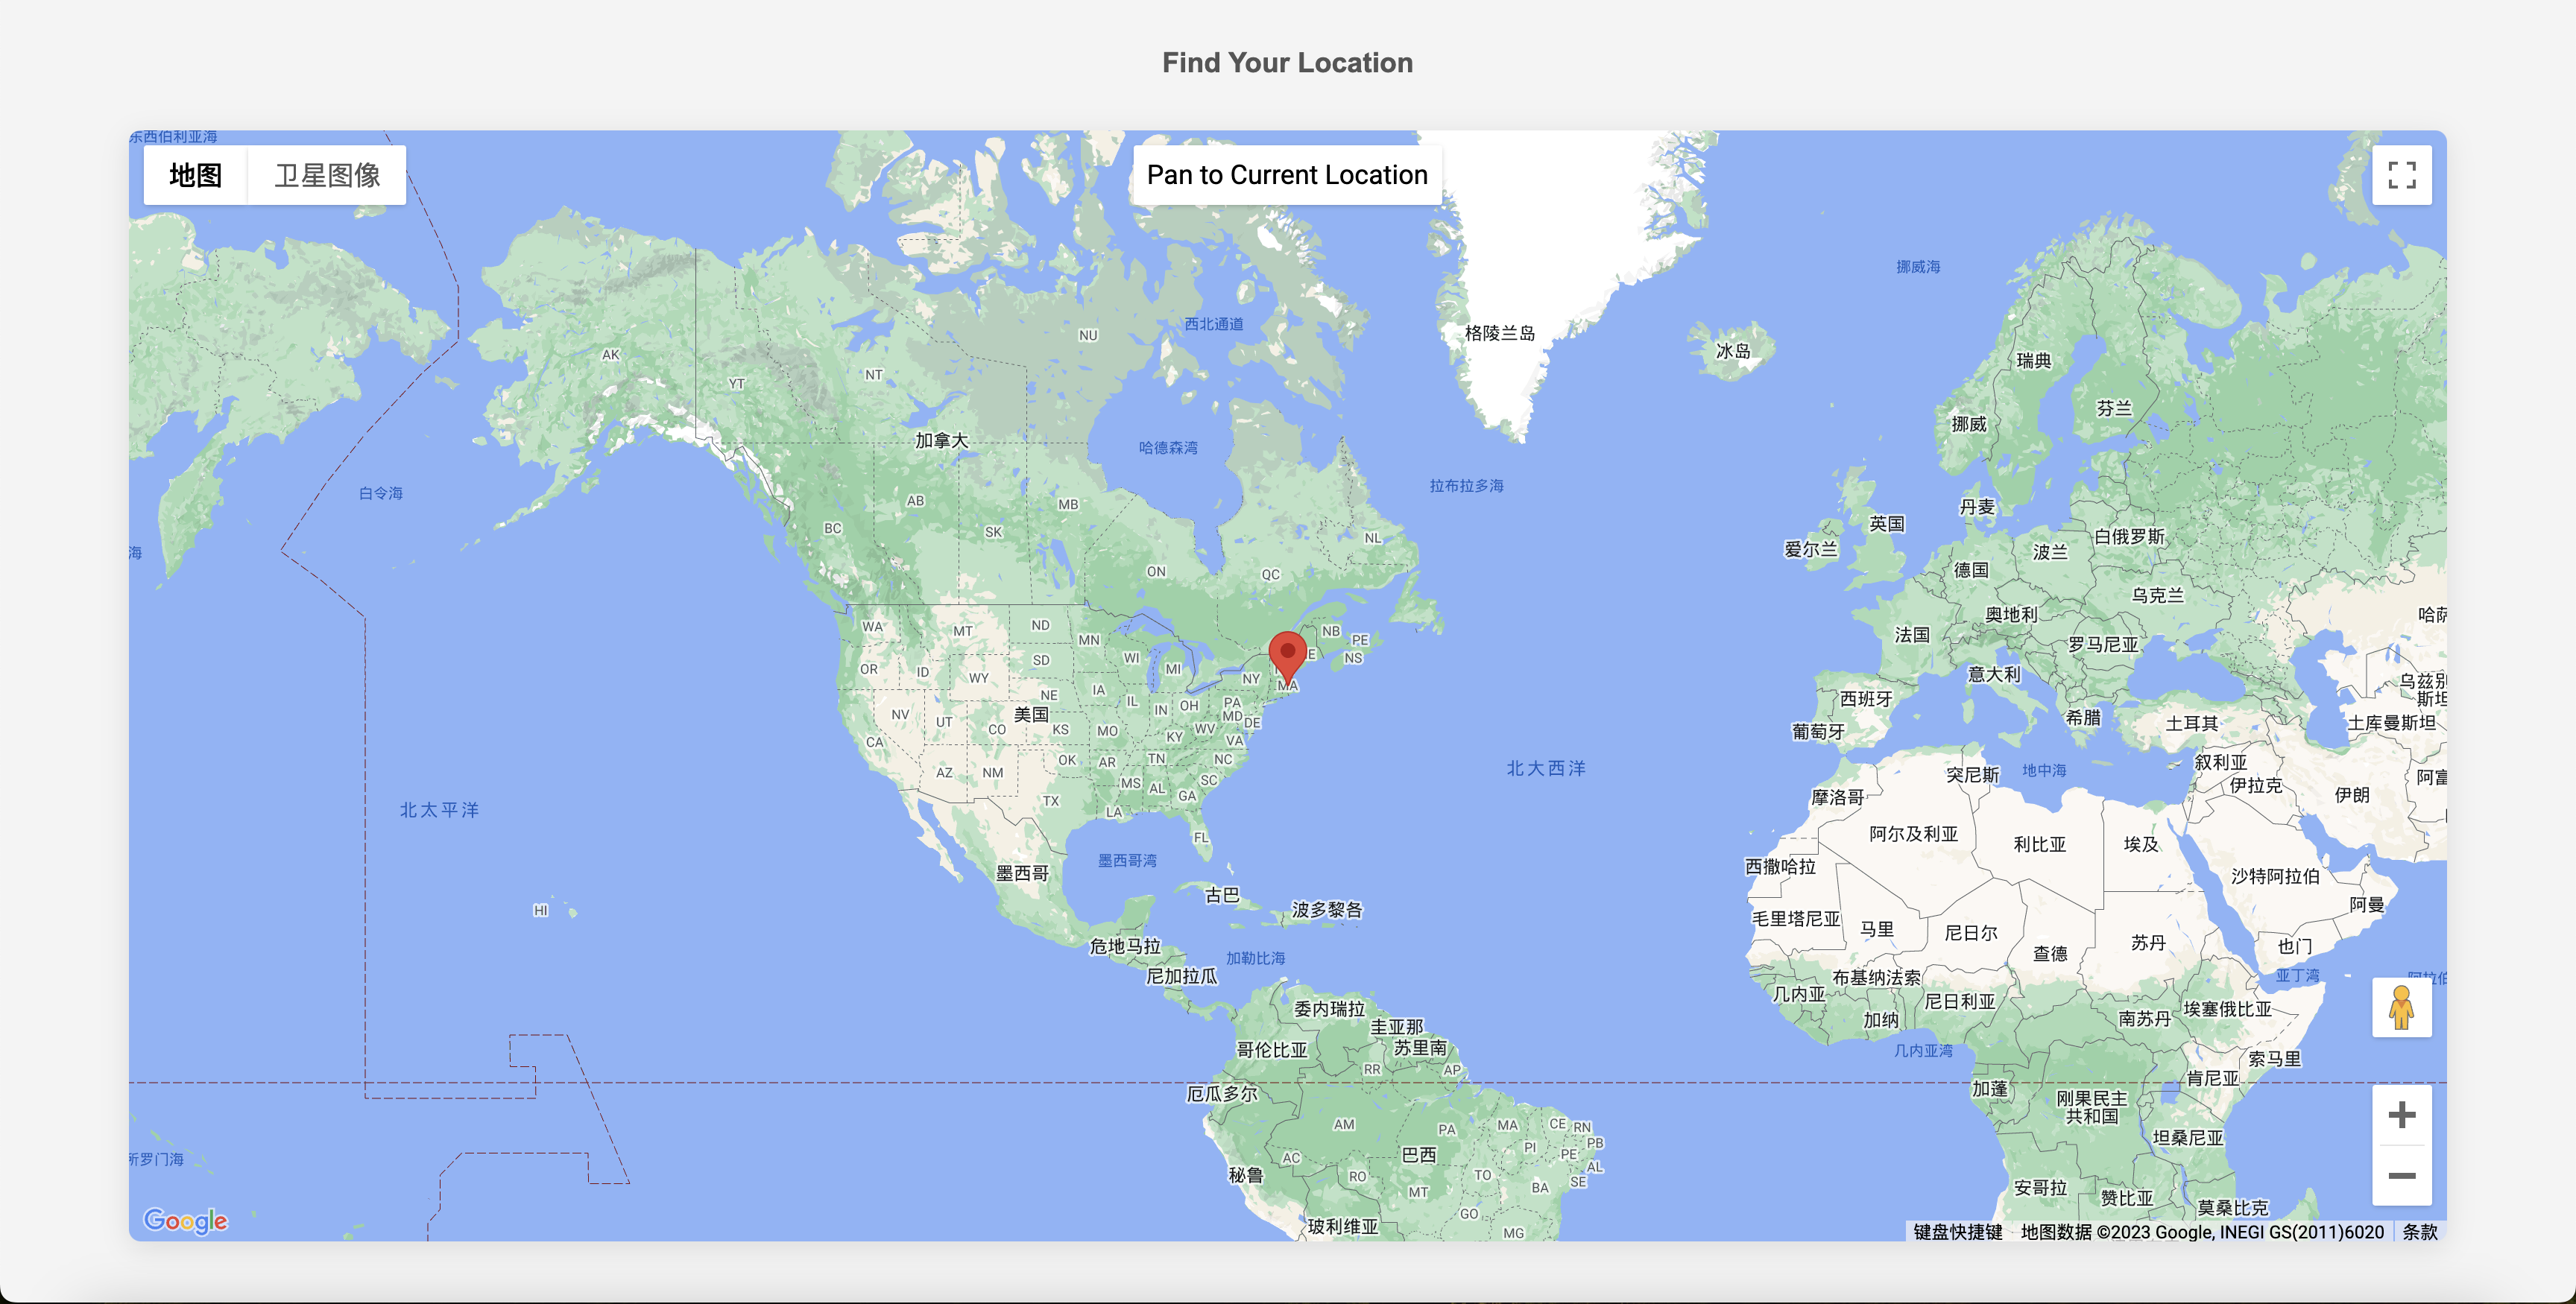 Find Your Location
东西伯利亚海
地图
卫星图像
Pan to Current Location
挪威海
西北通道
NU
格陵兰岛
冰岛
AK
瑞典
YT
NT
芬兰
挪威
加拿大
哈德森湾
拉布拉多海
白令海
AB
MB
丹麦
英国
BC
SK
白俄罗斯
NL
海
爱尔兰
波兰
ON
QC
德国
乌克兰
奥地利
WA
MT
ND
MN
NB
PE
法国
罗马尼亚
WI
NS
SD
MI
OR
ID
WY
NY
MA
意大利
IA
NE
西班牙
IL
IN
OH
PA
MD
DE
NV
UT
美国
希腊
CO
KS
MO
KY
WV
VA
葡萄牙
土耳其
土库曼斯坦
CA
OK
AR
TN
NC
叙利亚
北大西洋
突尼斯
地中海
AZ
NM
MS
AL
SC
伊拉克
GA
伊朗
TX
摩洛哥
北太平洋
LA
FL
阿尔及利亚
利比亚
埃及
墨西哥湾
西撒哈拉
墨西哥
沙特阿拉伯
古巴
HI
波多黎各
阿曼
毛里塔尼亚
马里
尼日尔
苏丹
危地马拉
查德
也门
加勒比海
尼加拉瓜
布基纳法索
亚丁湾
几内亚
尼日利亚
委内瑞拉
埃塞俄比亚
加纳
南苏丹
圭亚那
哥伦比亚
苏里南
几内亚湾
索马里
RR
AP
肯尼亚
厄瓜多尔
加蓬
刚果民主
共和国
AM
PA
MA
CE
RN
PB
坦桑尼亚
PI
PE
AC
巴西
AL
所罗门海
秘鲁
RO
TO
SE
MT
BA
安哥拉
赞比亚
莫桑比克
GO
玻利维亚
MG
Google
键盘快捷键
地图数据 ©2023 Google, INEGI GS(2011)6020
条款